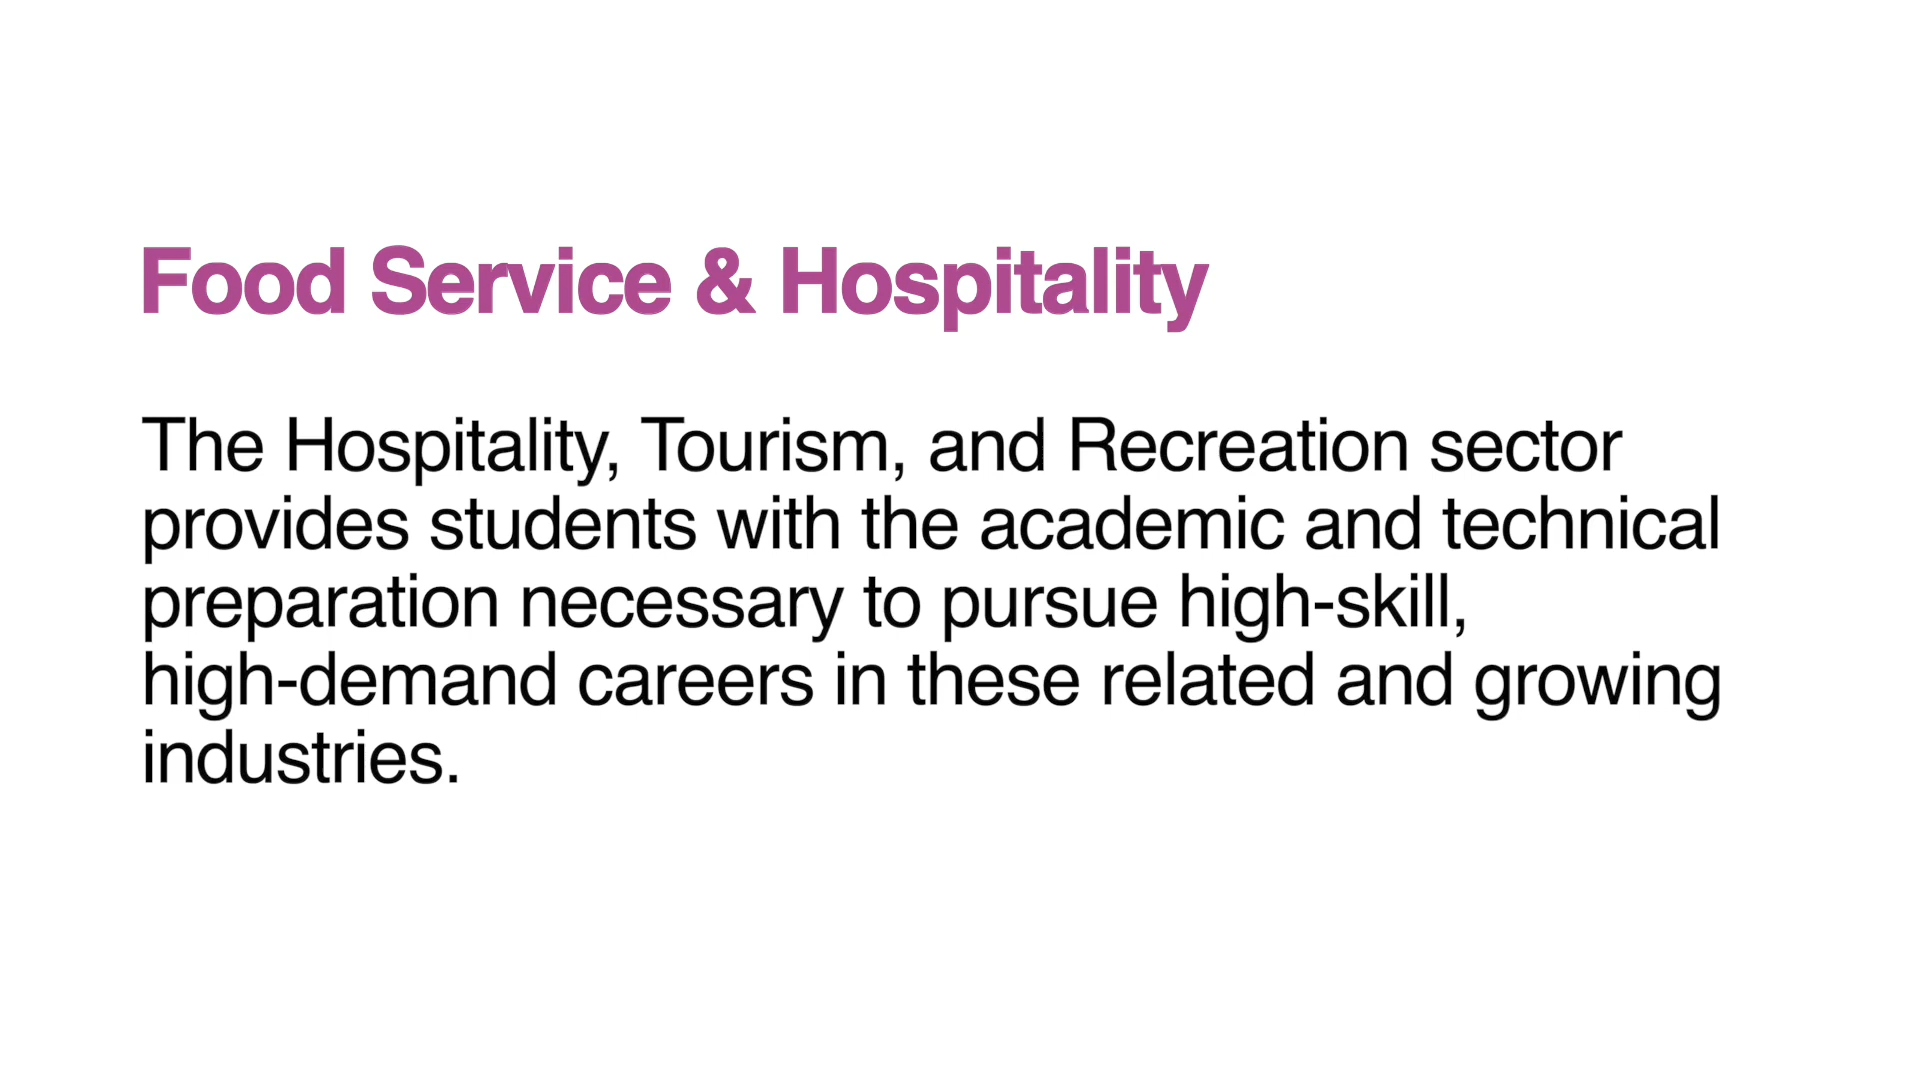 Food Service & Hospitality
The Hospitality, Tourism, and Recreation sector
provides students with the academic and technical
preparation necessary to pursue high-skill,
high-demand careers in these related and growing
industries.